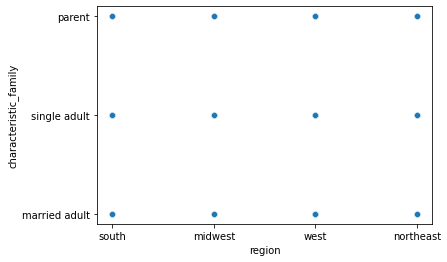 parent
single adult
married adult
characteristic_family
south midwest west northeast
region